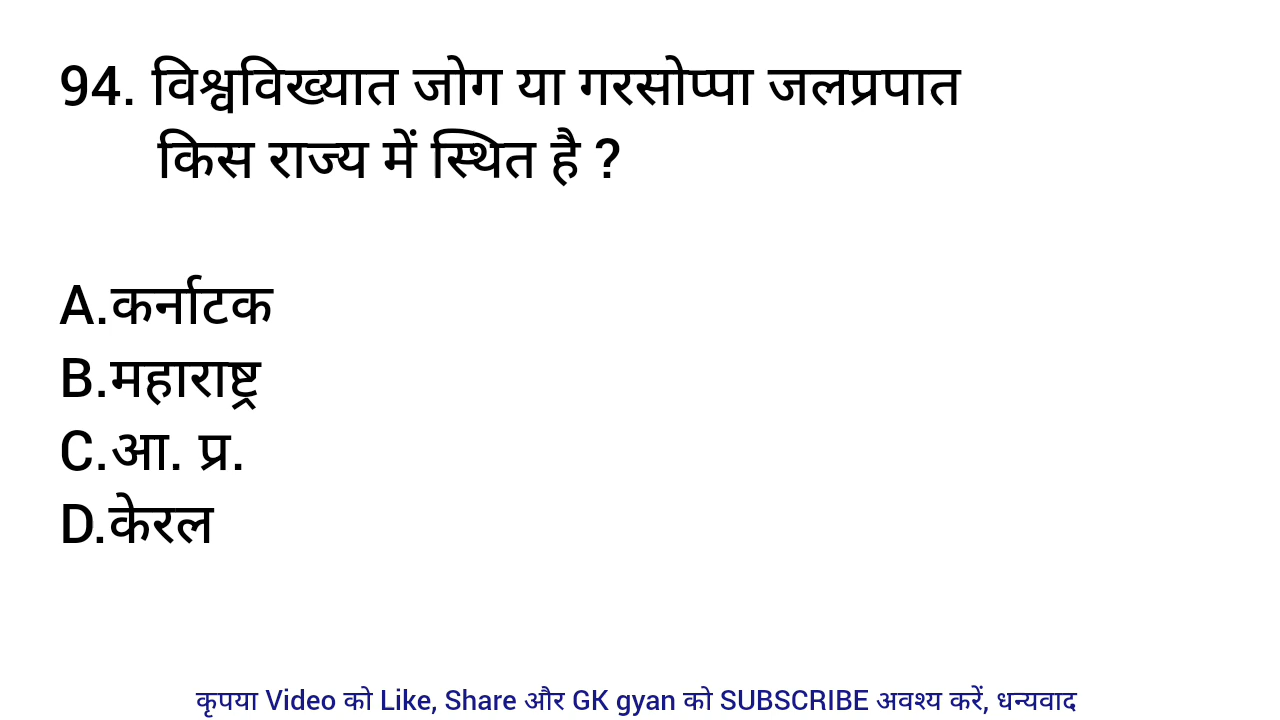 94. विश्वविख्यात जोग या गरसोप्पा जलप्रपात
किस राज्य में स्थित है ?
A.कर्नाटक
B.महाराष्ट्र
C.आ. प्र.
D.केरल
कृपया Video को Like, Share और GK gyan को SUBSCRIBE अवश्य करें, धन्यवाद